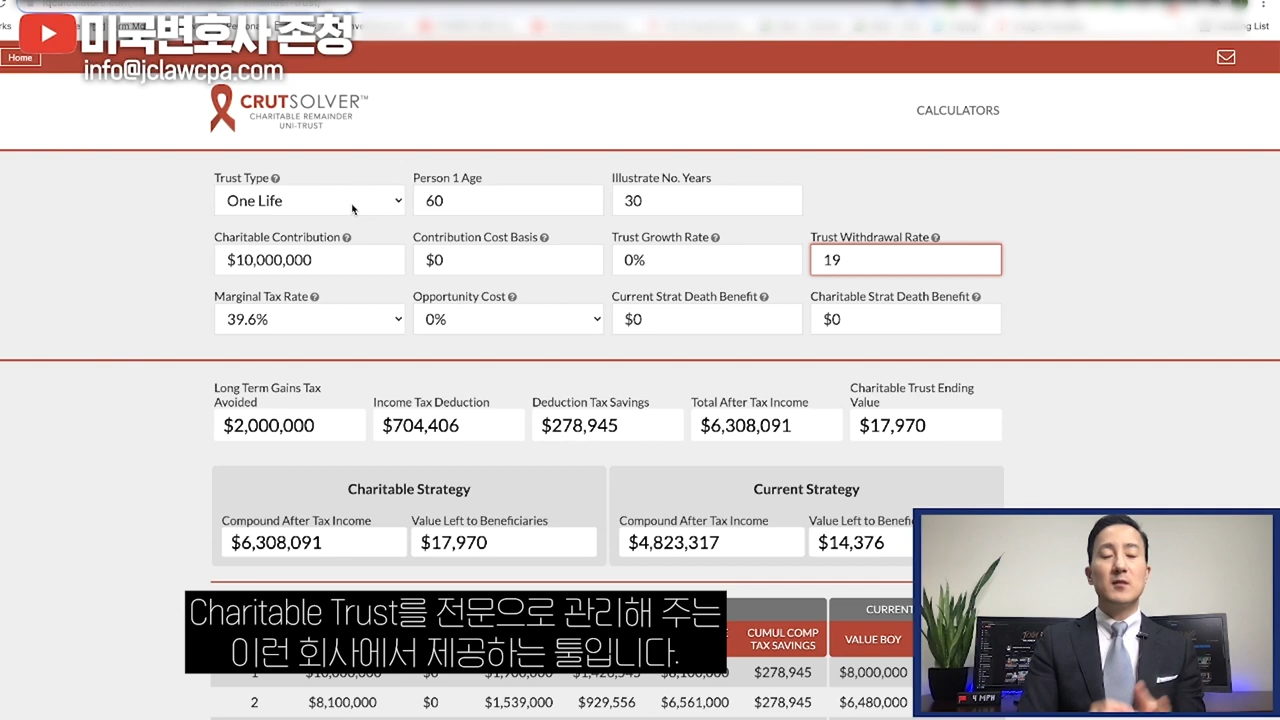 미국변호사 존청
info@jclawcpa.com
Home
CRUTSOLVER™
CHARITABLE REMAINDER
UNI-TRUST
CALCULATORS
Trust Type
Person 1 Age
Illustrate No. Years
One Life
60
30
Charitable Contribution
Contribution Cost Basis
Trust Growth Rate
Trust Withdrawal Rate
$10,000,000
$0
0%
19
Marginal Tax Rate
Opportunity Cost
Current Strat Death Benefit
Charitable Strat Death Benefit
39.6%
0%
$0
$0
Long Term Gains Tax
Avoided
Income Tax Deduction
Deduction Tax Savings
Total After Tax Income
Charitable Trust Ending
Value
$2,000,000
$704,406
$278,945
$6,308,091
$17,970
Charitable Strategy
Current Strategy
Compound After Tax Income
Value Left to Beneficiaries
Compound After Tax Income
Value Left to
$6,308,091
$17,970
$4,823,317
$14,376
Charitable Trust를 전문으로 관리해 주는
이런 회사에서 제공하는 툴입니다.
CURRENT
CUMUL COMP
TAX SAVINGS
VALUE BOY
$278,945
$8,000,000
2
$8,100,000
$0
$1,539,000
$929,556
$6,561,000
$278,945
$6,480,000